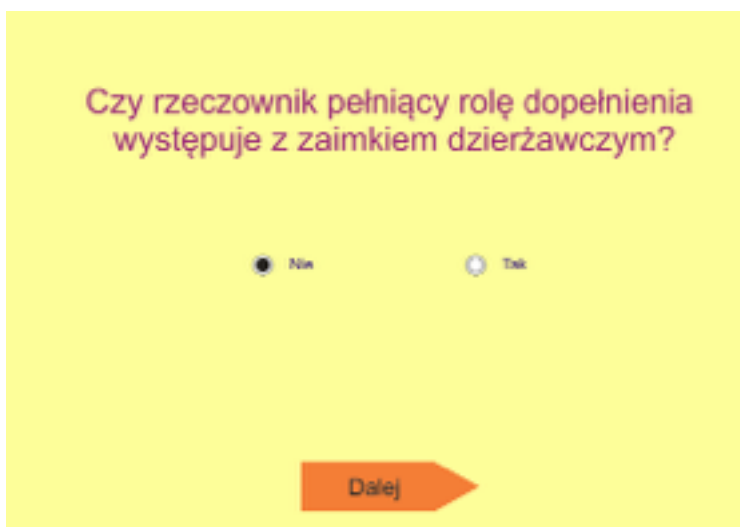 Czy rzeczownik pełniący rolę dopełnienia
występuje z zaimkiem dzierżawczym?
Nie
Tak
Dalej